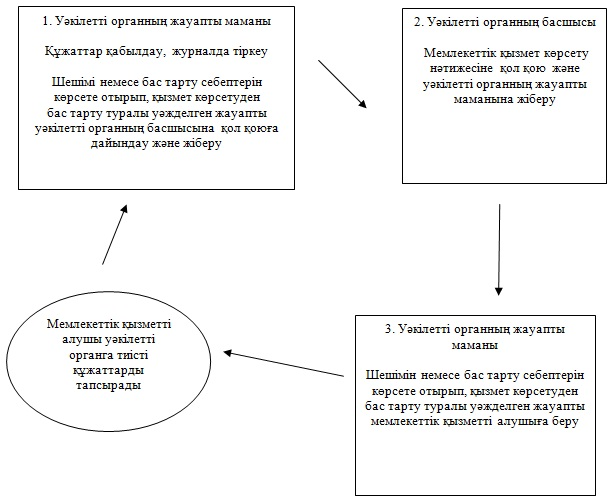 1. Уәкілетті органның жауапты маманы
Құжаттар қабылдау, журналда тіркеу
Шешімі немесе бас тарту себептерін
көрсете отырып, қызмет көрсетуден
бас тарту туралы уәжделген жауапты
уәкілетті органның басшысына қол қоюға
дайындау және жіберу
2. Уәкілетті органның басшысы
Мемлекеттік қызмет көрсету
нәтижесіне қол қою және
уәкілетті органның жауапты
маманына жіберу
3. Уәкілетті органның жауапты
маманы
Шешімін немесе бас тарту себептерін
көрсете отырып, қызмет көрсетуден
бас тарту туралы уәжделген жауапты
мемлекеттік қызметті алушыға беру
Мемлекеттік қызметті
алушы уәкілетті
органға тиісті
құжаттарды
тапсырады